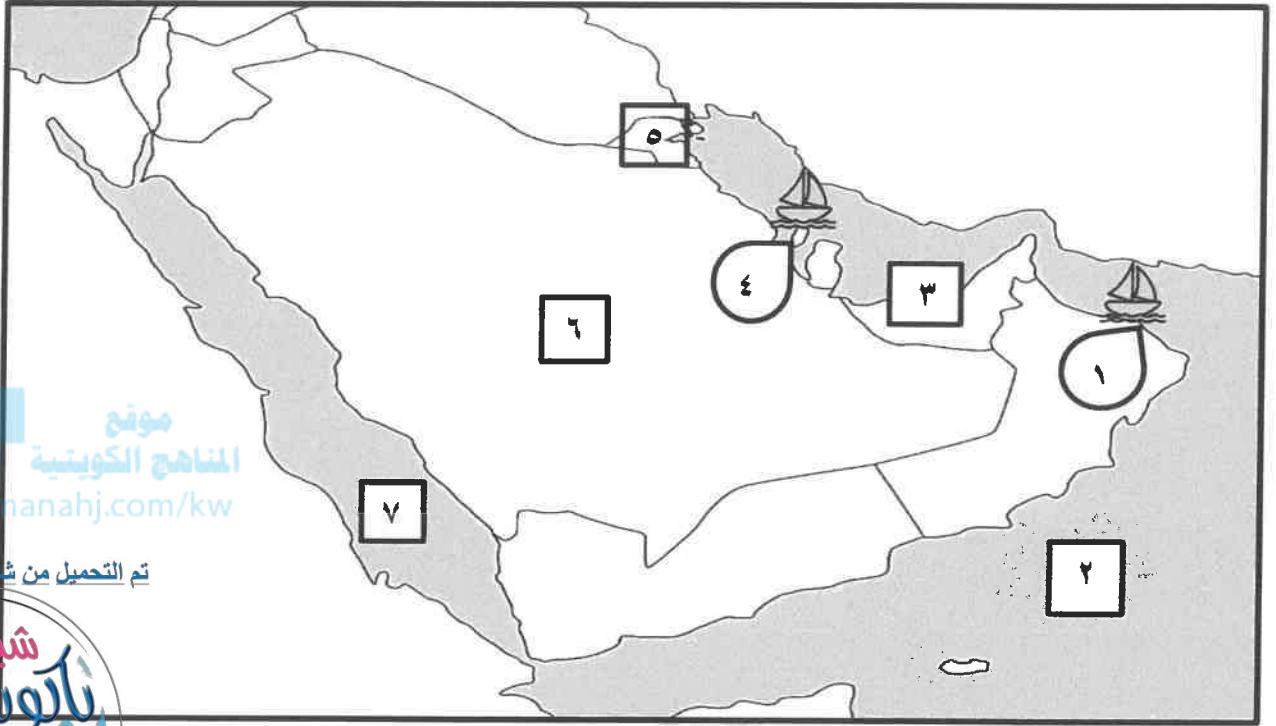 ٥
٤
٣
٦
١
موقع
المناهج الكويتية
manahj.com/kw
٧
٢
تم التحميل من ش